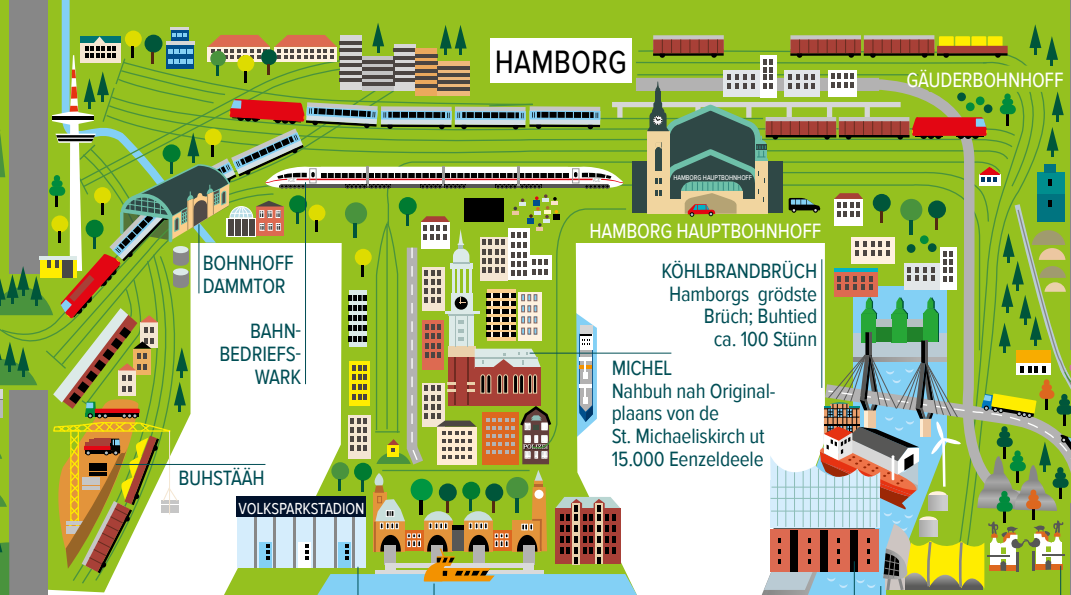 HAMBORG
GÄUDERBOHNHOFF
HAMBORG HAUPTBOHNHOFF
HAMBORG HAUPTBOHNHOFF
BOHNHOFF
DAMMTOR
KÖHLBRANDBRÜCH
Hamborgs grödste
Brüch; Buhtied
ca. 100 Stünn
BAHN-
BEDRIEFS-
WARK
MICHEL
Nahbuh nah Original-
plaans von de
St. Michaeliskirch ut
15.000 Eenzeldeele
POLIZEI
BUHSTÄÄH
VOLKSPARKSTADION